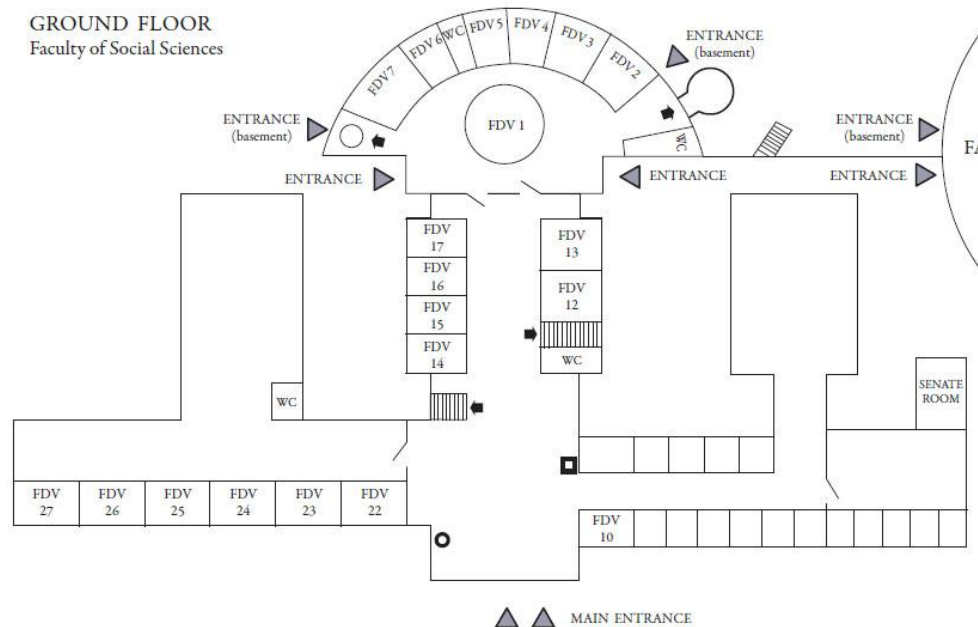 GROUND FLOOR
Faculty of Social Sciences
FDV 7
FDV 6
WC
FDV 5
FDV 4
FDV 3
FDV 2
ENTRANCE
(basement)
ENTRANCE
(basement)
FDV 1
WC
ENTRANCE
(basement)
FA
ENTRANCE
ENTRANCE
ENTRANCE
FDV
17
FDV
13
FDV
16
FDV
12
FDV
15
FDV
14
WC
WC
SENATE
ROOM
FDV
27
FDV
26
FDV
25
FDV
24
FDV
23
FDV
22
FDV
10
MAIN ENTRANCE